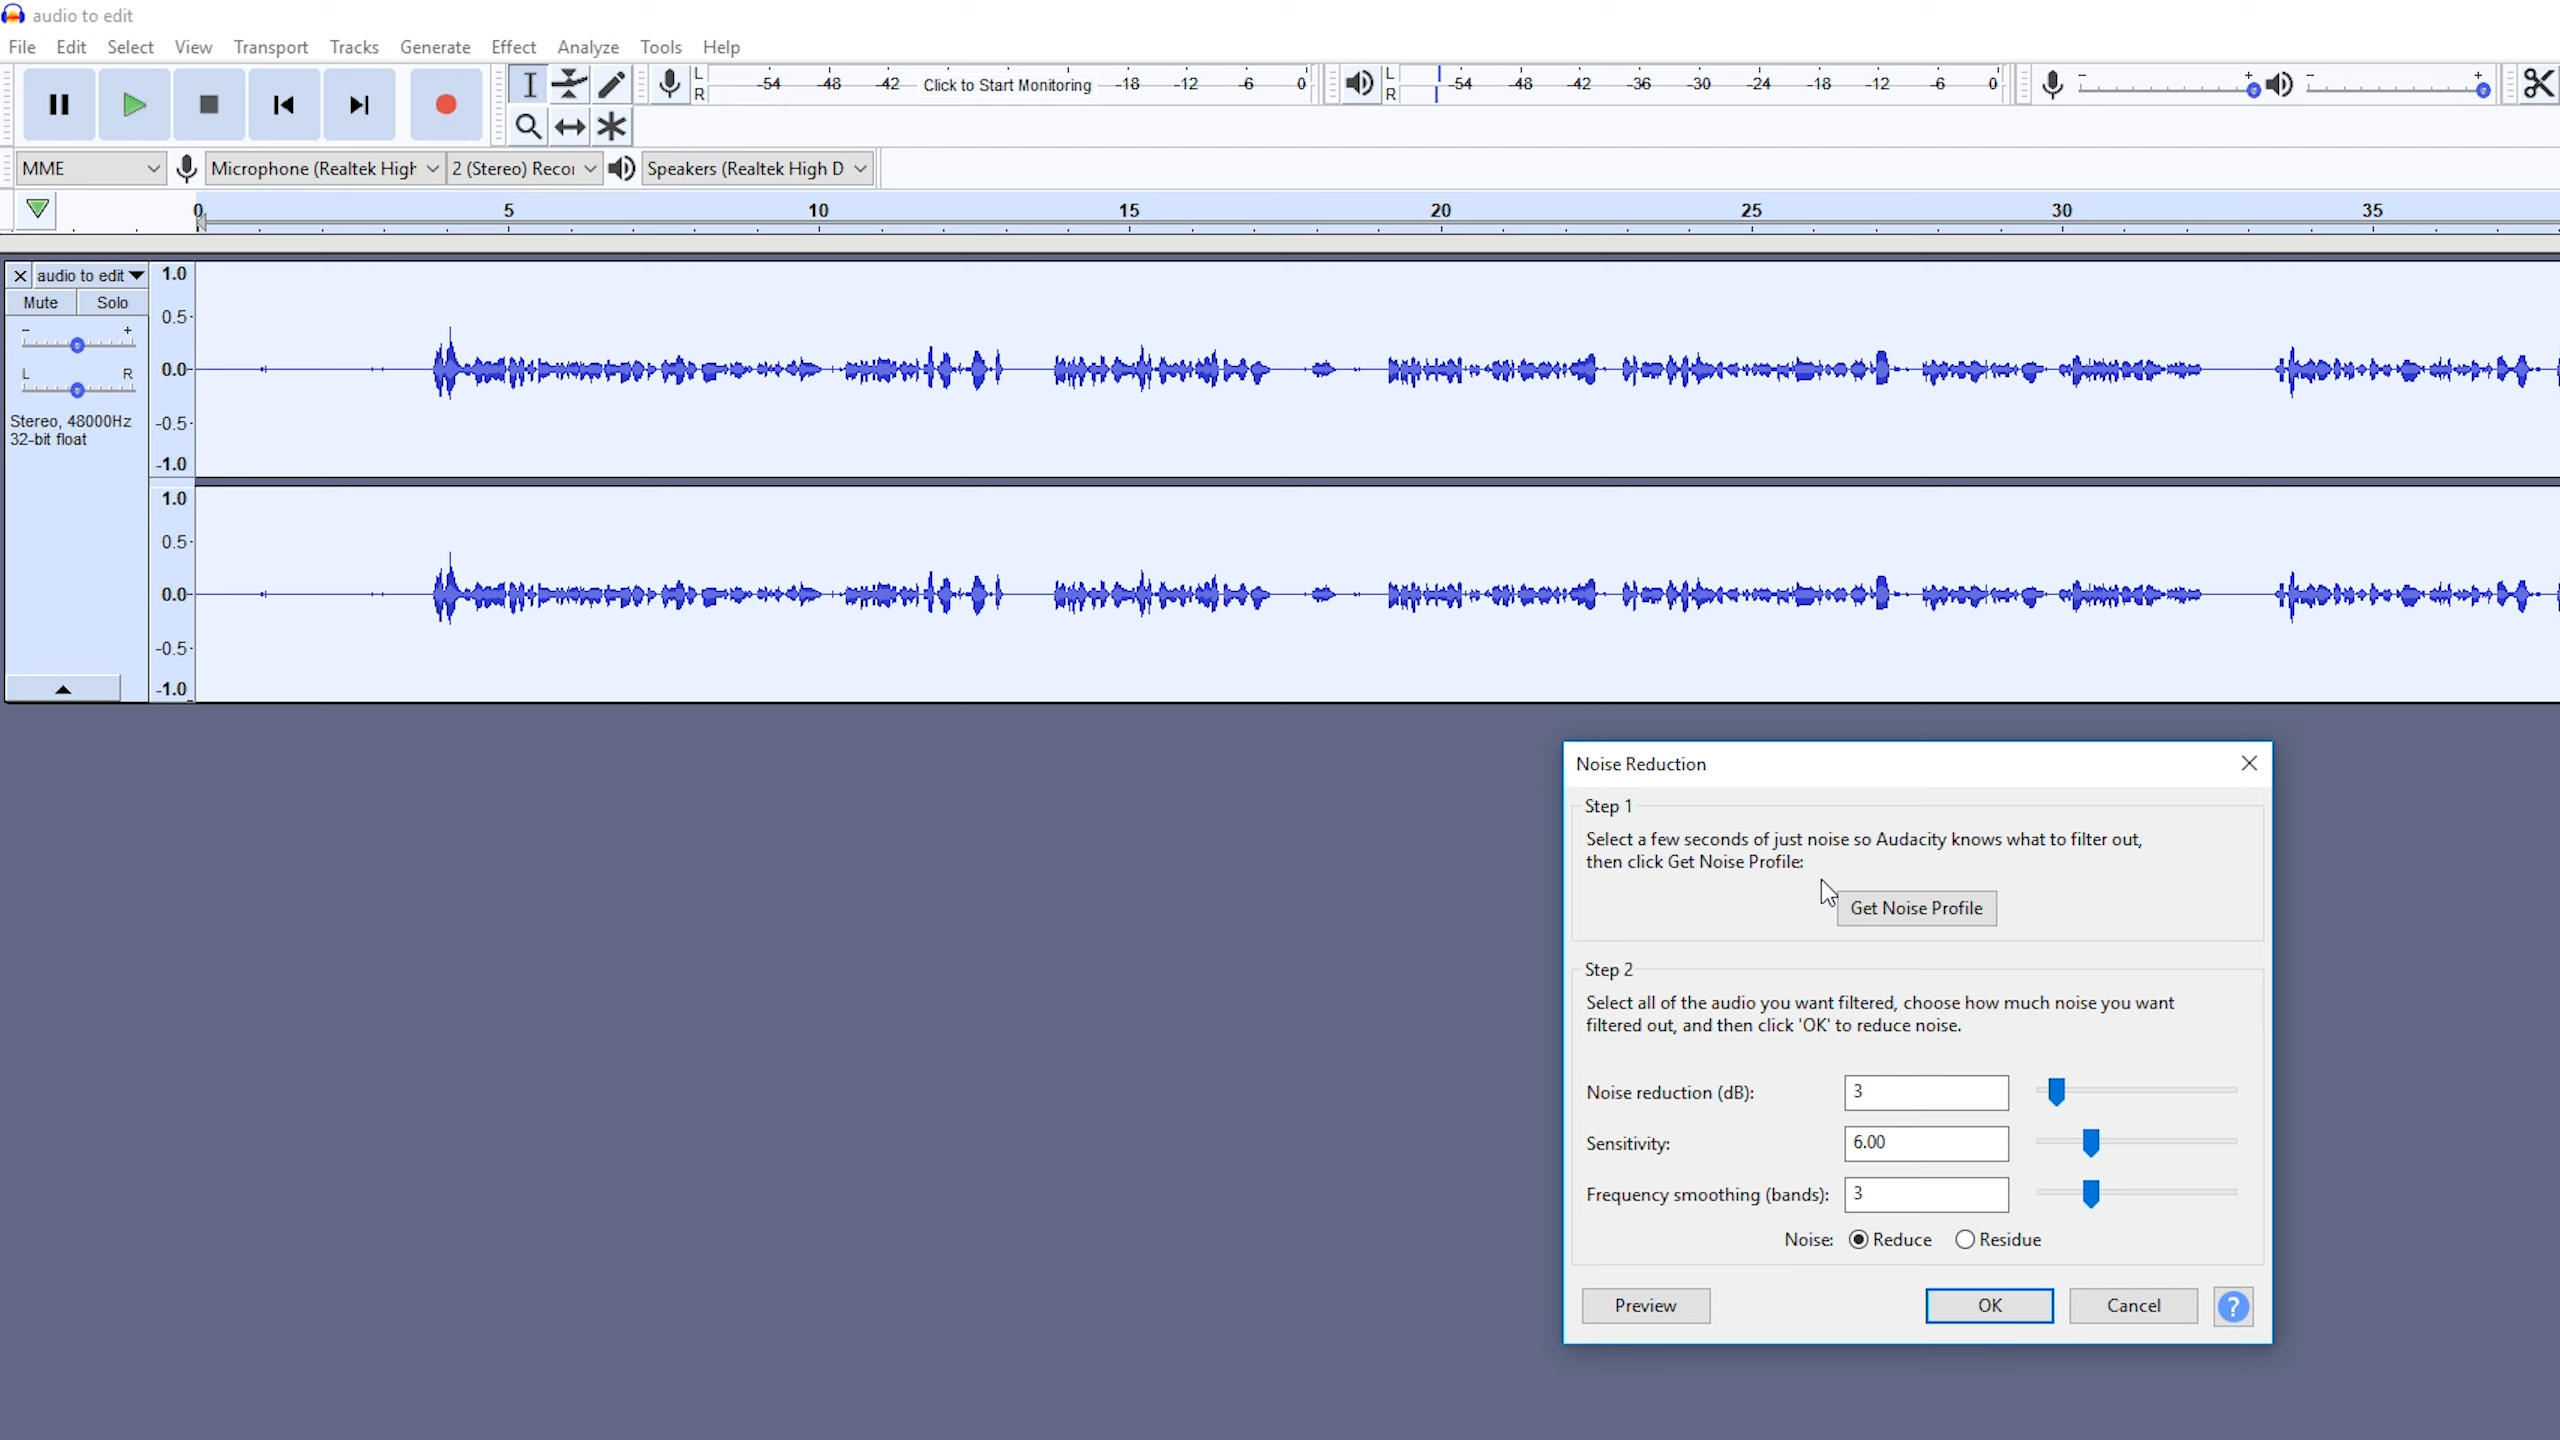 audio to edit
File Edit Select View Transport Tracks Generate Effect Analyze Tools Help
L
R
-54 -48 -42 Click to Start Monitoring -18 -12 -6 0
L
R
-54 -48 -42 -36 -30 -24 -18 -12 -6 0
- +
- +
MME
Microphone (Realtek High
2 (Stereo) Recor
Speakers (Realtek High D
0 5 10 15 20 25 30 35
audio to edit
Mute Solo
- +
L R
Stereo, 48000Hz
32-bit float
1.0
0.5
0.0
-0.5
-1.0
1.0
0.5
0.0
-0.5
-1.0
Noise Reduction
Step 1
Select a few seconds of just noise so Audacity knows what to filter out,
then click Get Noise Profile:
Get Noise Profile
Step 2
Select all of the audio you want filtered, choose how much noise you want
filtered out, and then click 'OK' to reduce noise.
Noise reduction (dB): 3
Sensitivity: 6.00
Frequency smoothing (bands): 3
Noise: Reduce Residue
Preview OK Cancel ?